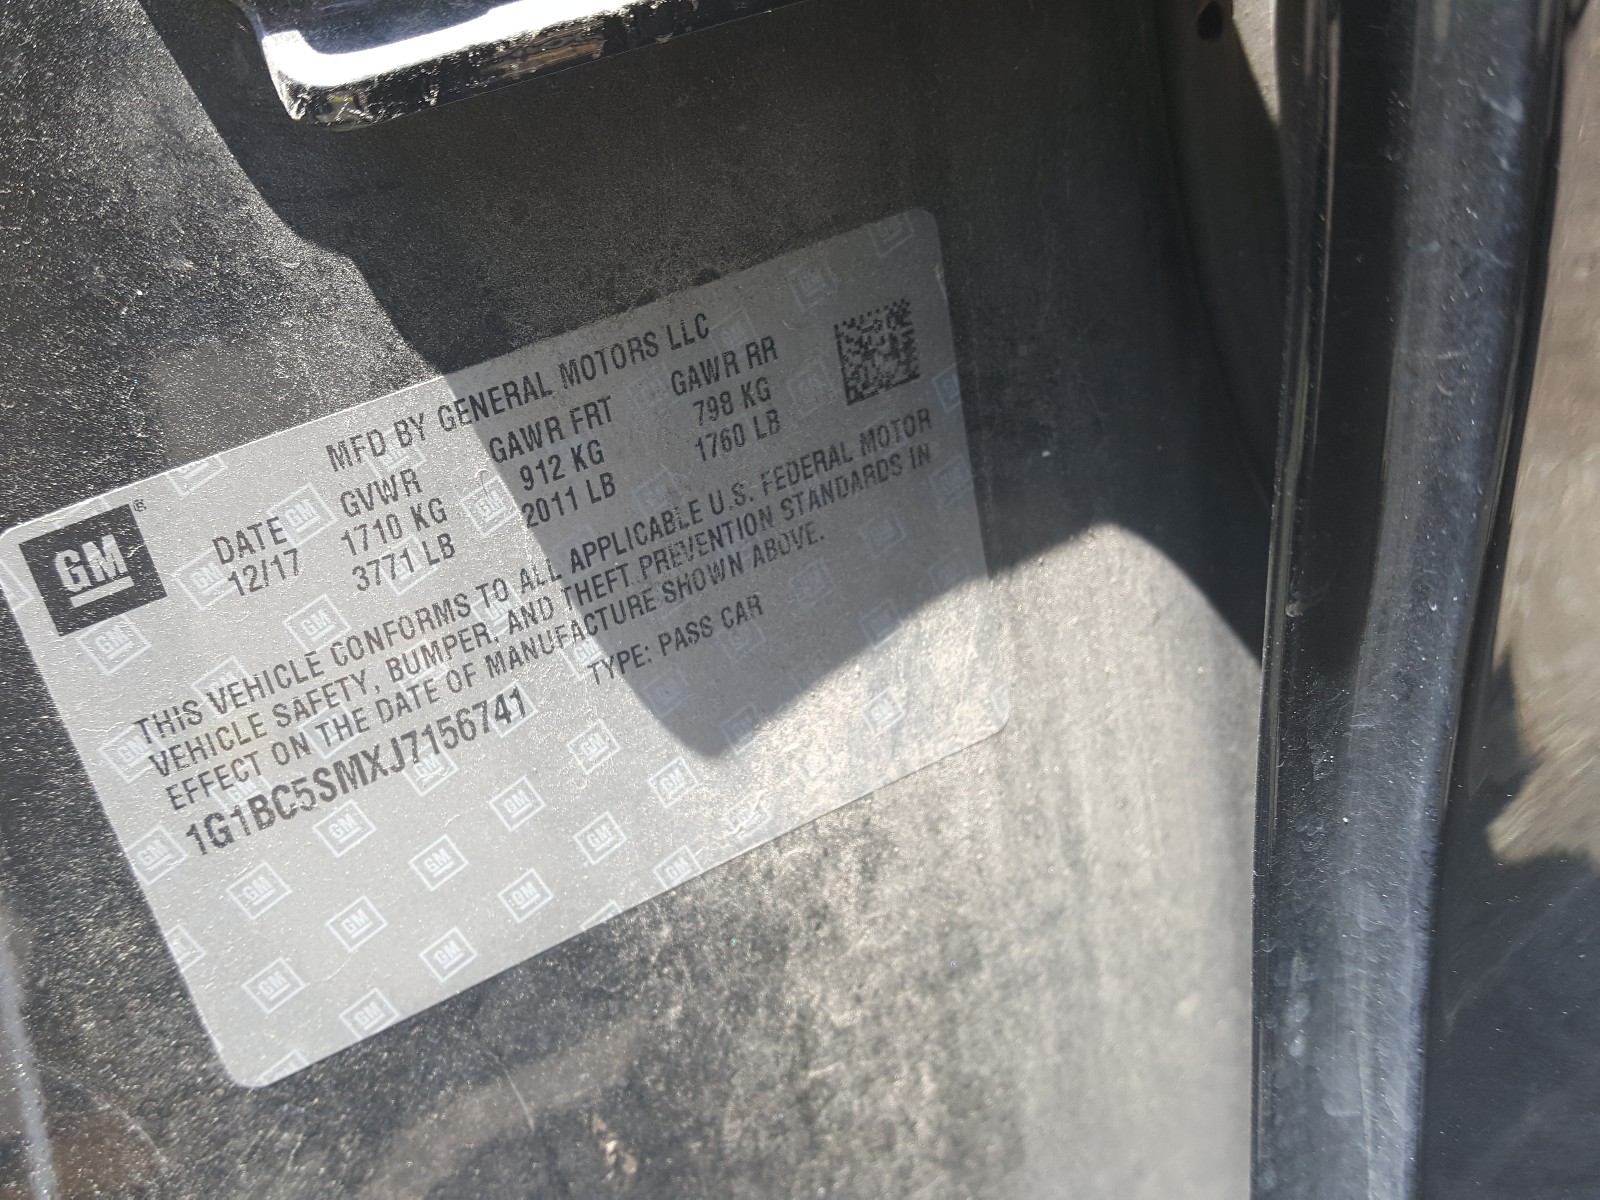 GM ®
MFD BY GENERAL MOTORS LLC
DATE GVWR GAWR FRT GAWR RR
12/17 1710 KG 912 KG 798 KG
3771 LB 2011 LB 1760 LB
THIS VEHICLE CONFORMS TO ALL APPLICABLE U.S. FEDERAL MOTOR
VEHICLE SAFETY, BUMPER, AND THEFT PREVENTION STANDARDS IN
EFFECT ON THE DATE OF MANUFACTURE SHOWN ABOVE.
1G1BC5SMXJ7156741 TYPE: PASS CAR